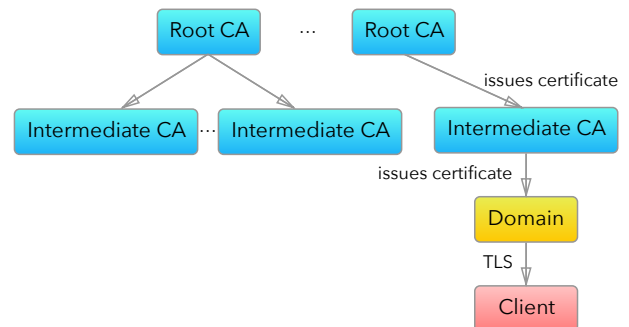 Root CA ... Root CA
issues certificate
Intermediate CA ... Intermediate CA Intermediate CA
issues certificate
Domain
TLS
Client